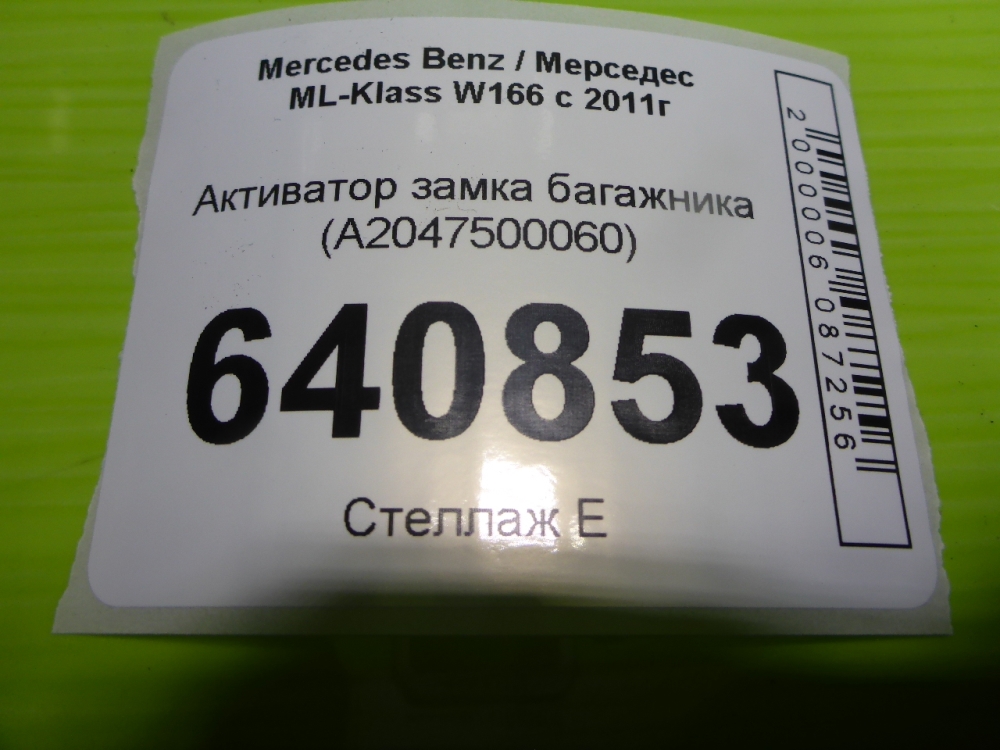 Mercedes Benz / Мерседес
ML-Klass W166 с 2011г
Активатор замка багажника
(A2047500060)
640853
Стеллаж Е
2000006087256